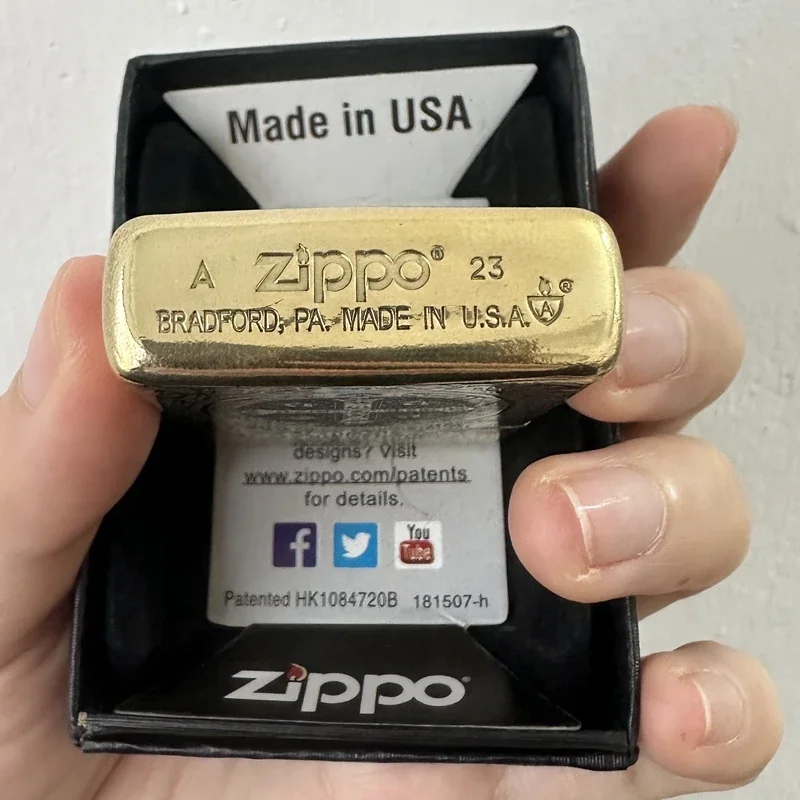 Made in USA
A zippo® 23
BRADFORD, PA. MADE IN U.S.A. A®
designs? Visit
www.zippo.com/patents
for details.
f You Tube
Patented HK1084720B 181507-h
zippo